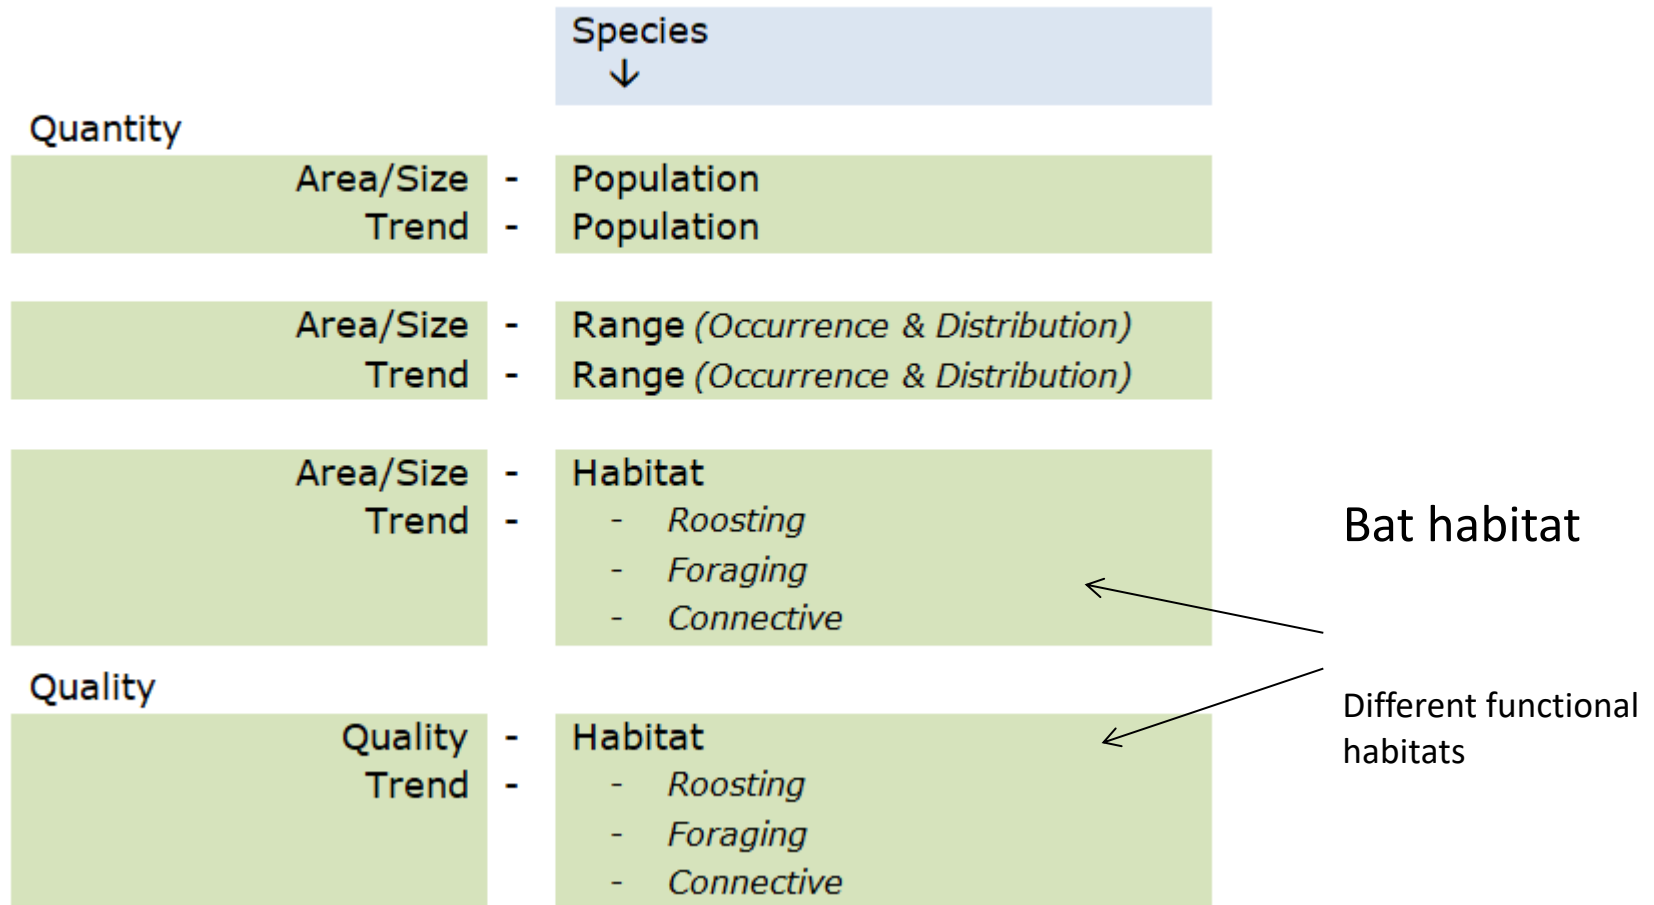 Species
↓
Quantity
Area/Size - Population
Trend - Population
Area/Size - Range (Occurrence & Distribution)
Trend - Range (Occurrence & Distribution)
Area/Size - Habitat
Trend - - Roosting
- Foraging
- Connective
Bat habitat
Quality
Quality - Habitat
Trend - - Roosting
- Foraging
- Connective
Different functional
habitats